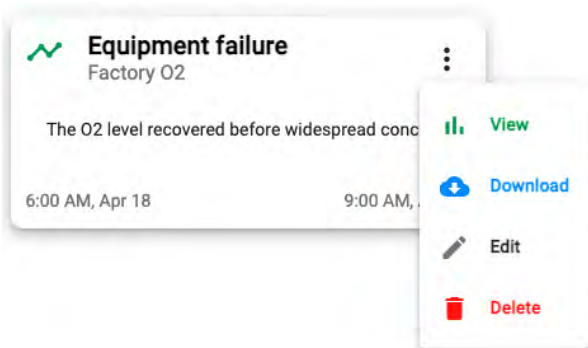 Equipment failure
Factory O2
The O2 level recovered before widespread
6:00 AM, Apr 18 9:00 AM,
View
Download
Edit
Delete